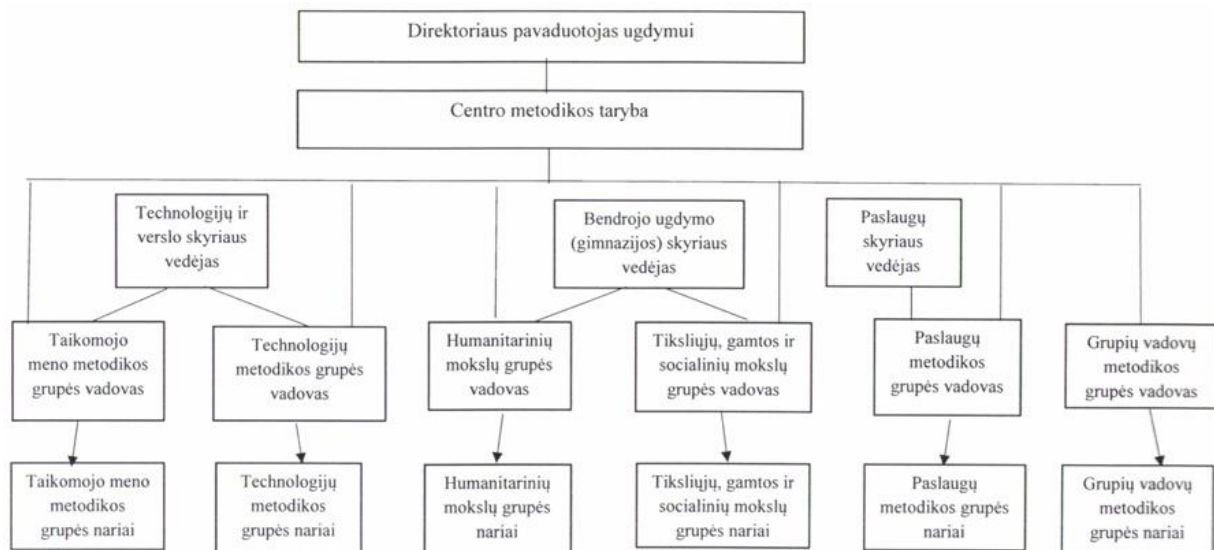 Direktoriaus pavaduotojas ugdymui
Centro metodikos taryba
Technologijų ir
verslo skyriaus
vedėjas
Bendrojo ugdymo
(gimnazijos) skyriaus
vedėjas
Paslaugų
skyriaus
vedėjas
Taikomojo
meno metodikos
grupės vadovas
Technologijų
metodikos grupės
vadovas
Humanitarinių
mokslų grupės
vadovas
Tiksliųjų, gamtos ir
socialinių mokslų
grupės vadovas
Paslaugų
metodikos
grupės vadovas
Grupių vadovų
metodikos
grupės vadovas
Taikomojo meno
metodikos
grupės nariai
Technologijų
metodikos
grupės nariai
Humanitarinių
mokslų grupės
nariai
Tiksliųjų, gamtos ir
socialinių mokslų
grupės nariai
Paslaugų
metodikos grupės
nariai
Grupių vadovų
metodikos
grupės nariai